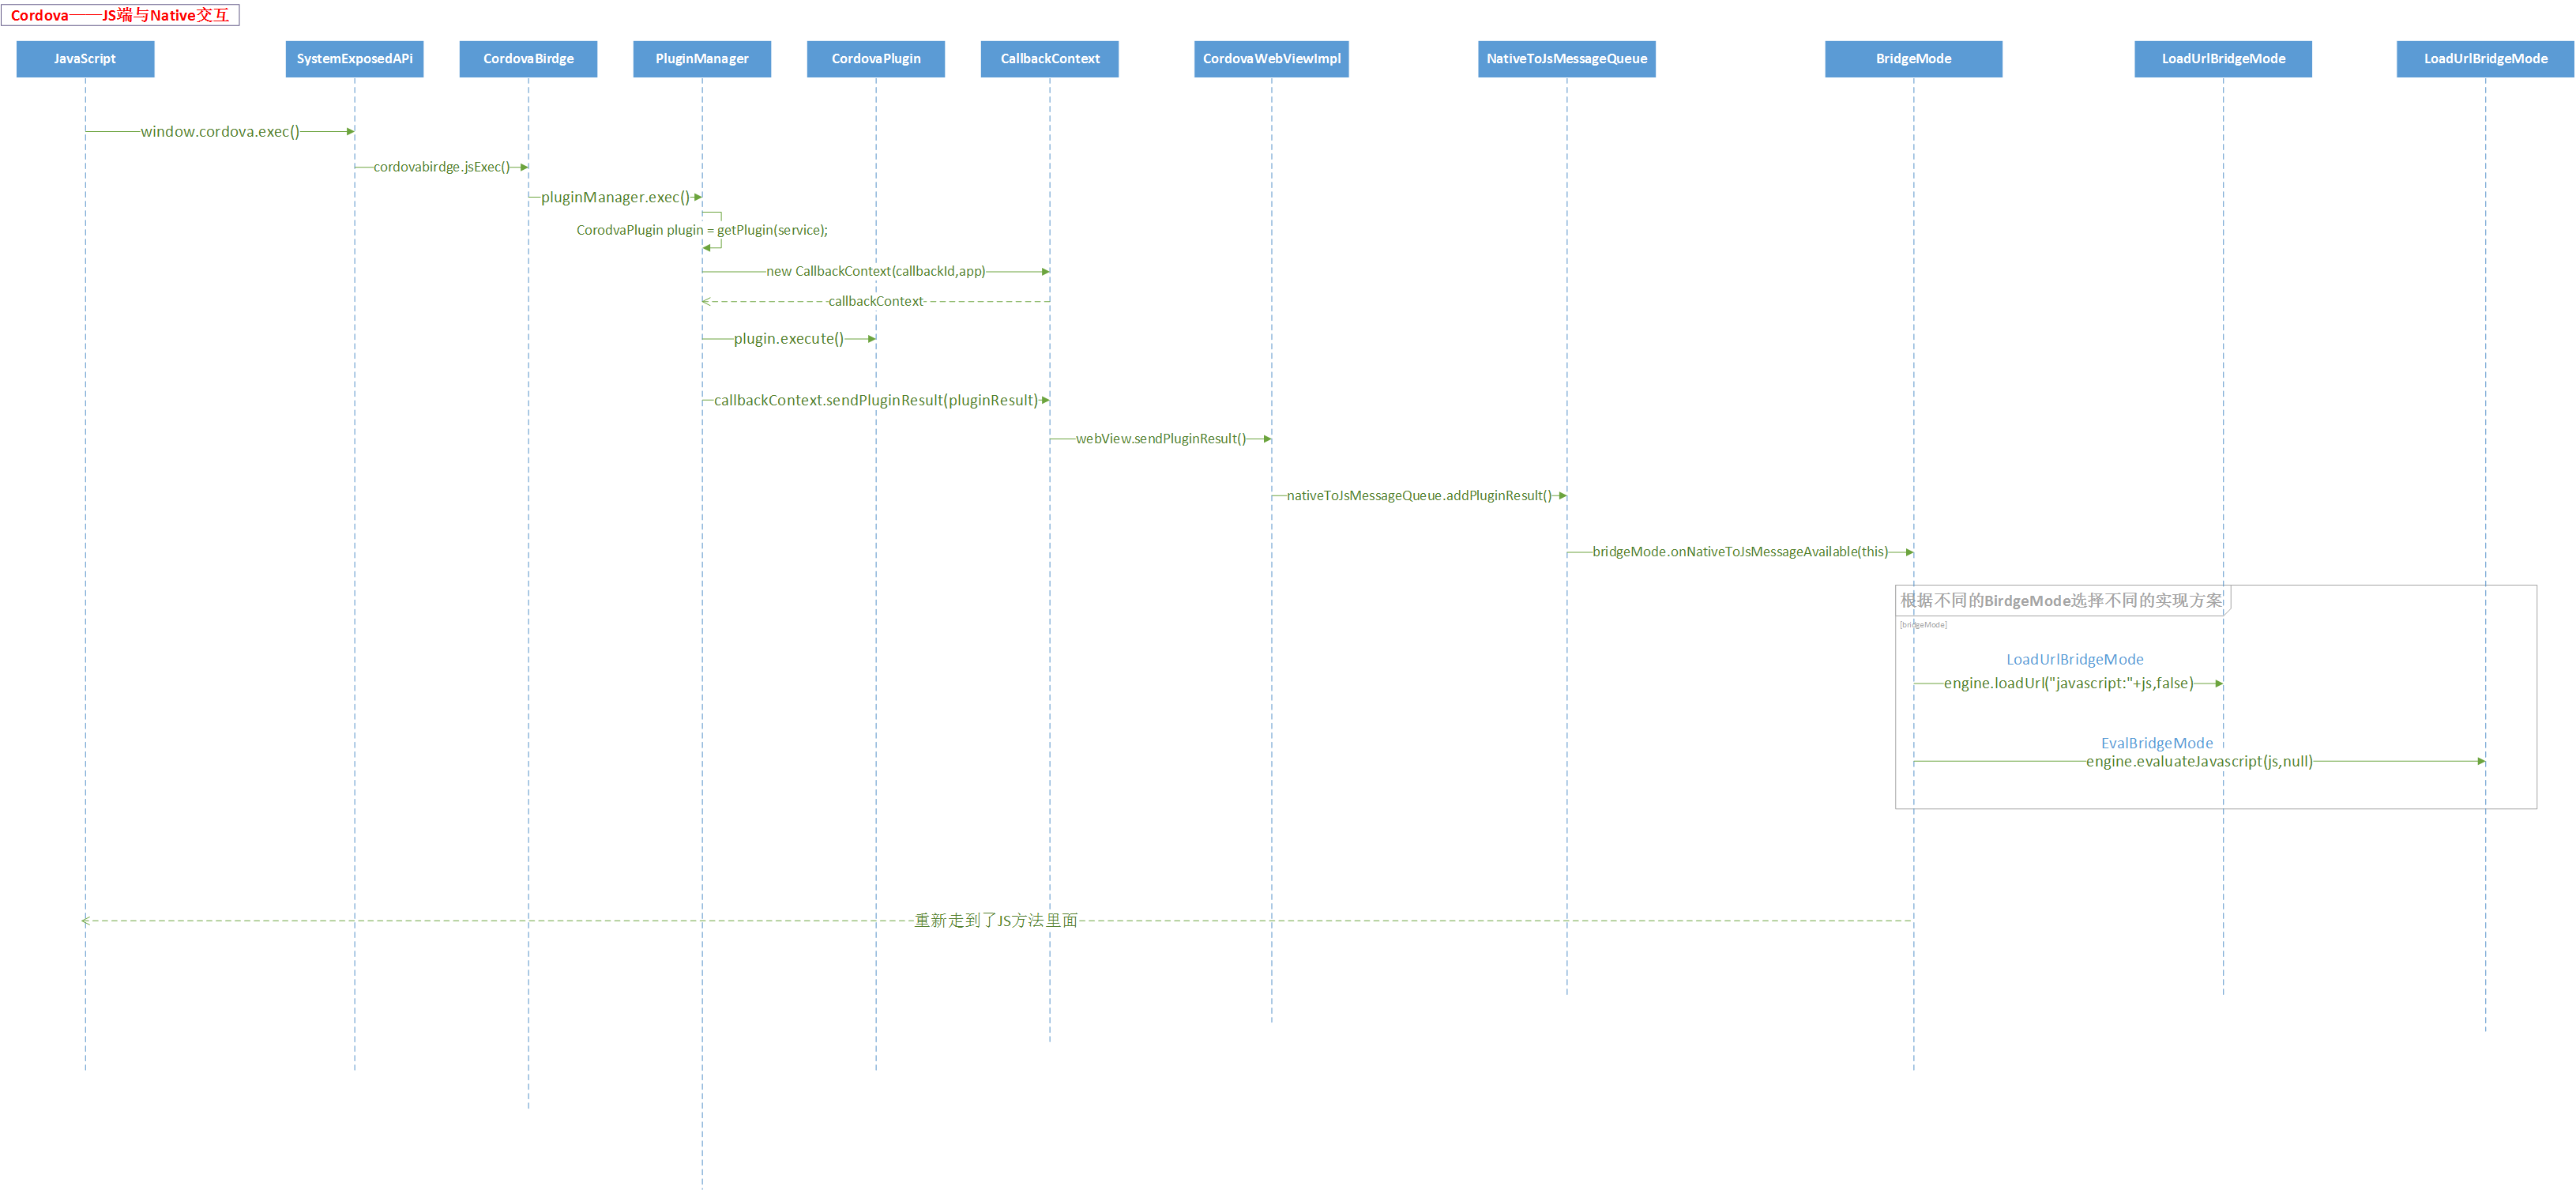 Cordova——JS端与Native交互
JavaScript
SystemExposedAPi
CordovaBirdge
PluginManager
CordovaPlugin
CallbackContext
CordovaWebViewImpl
NativeToJsMessageQueue
BridgeMode
LoadUrlBridgeMode
LoadUrlBridgeMode
window.cordova.exec()
cordovabirdge.jsExec()
pluginManager.exec()
CorodvaPlugin plugin = getPlugin(service);
new CallbackContext(callbackId,app)
callbackContext
plugin.execute()
callbackContext.sendPluginResult(pluginResult)
webView.sendPluginResult()
nativeToJsMessageQueue.addPluginResult()
bridgeMode.onNativeToJsMessageAvailable(this)
根据不同的BirdgeMode选择不同的实现方案
[bridgeMode]
LoadUrlBridgeMode
engine.loadUrl("javascript:"+js,false)
EvalBridgeMode
engine.evaluateJavascript(js,null)
重新走到了JS方法里面